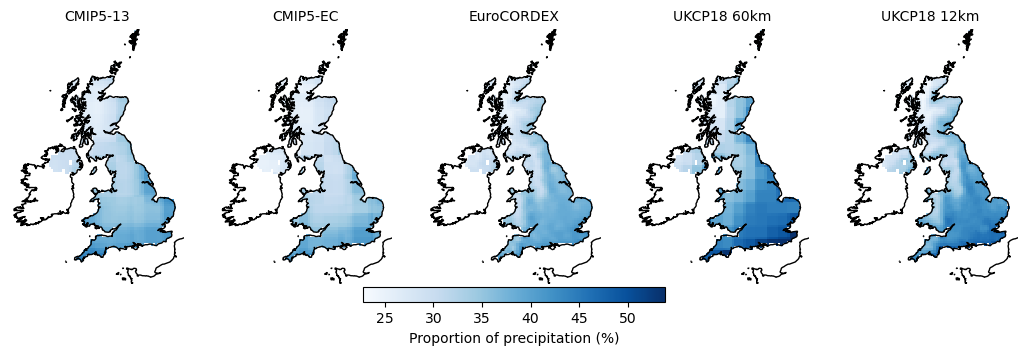 CMIP5-13 CMIP5-EC EuroCORDEX UKCP18 60km UKCP18 12km
25 30 35 40 45 50
Proportion of precipitation (%)